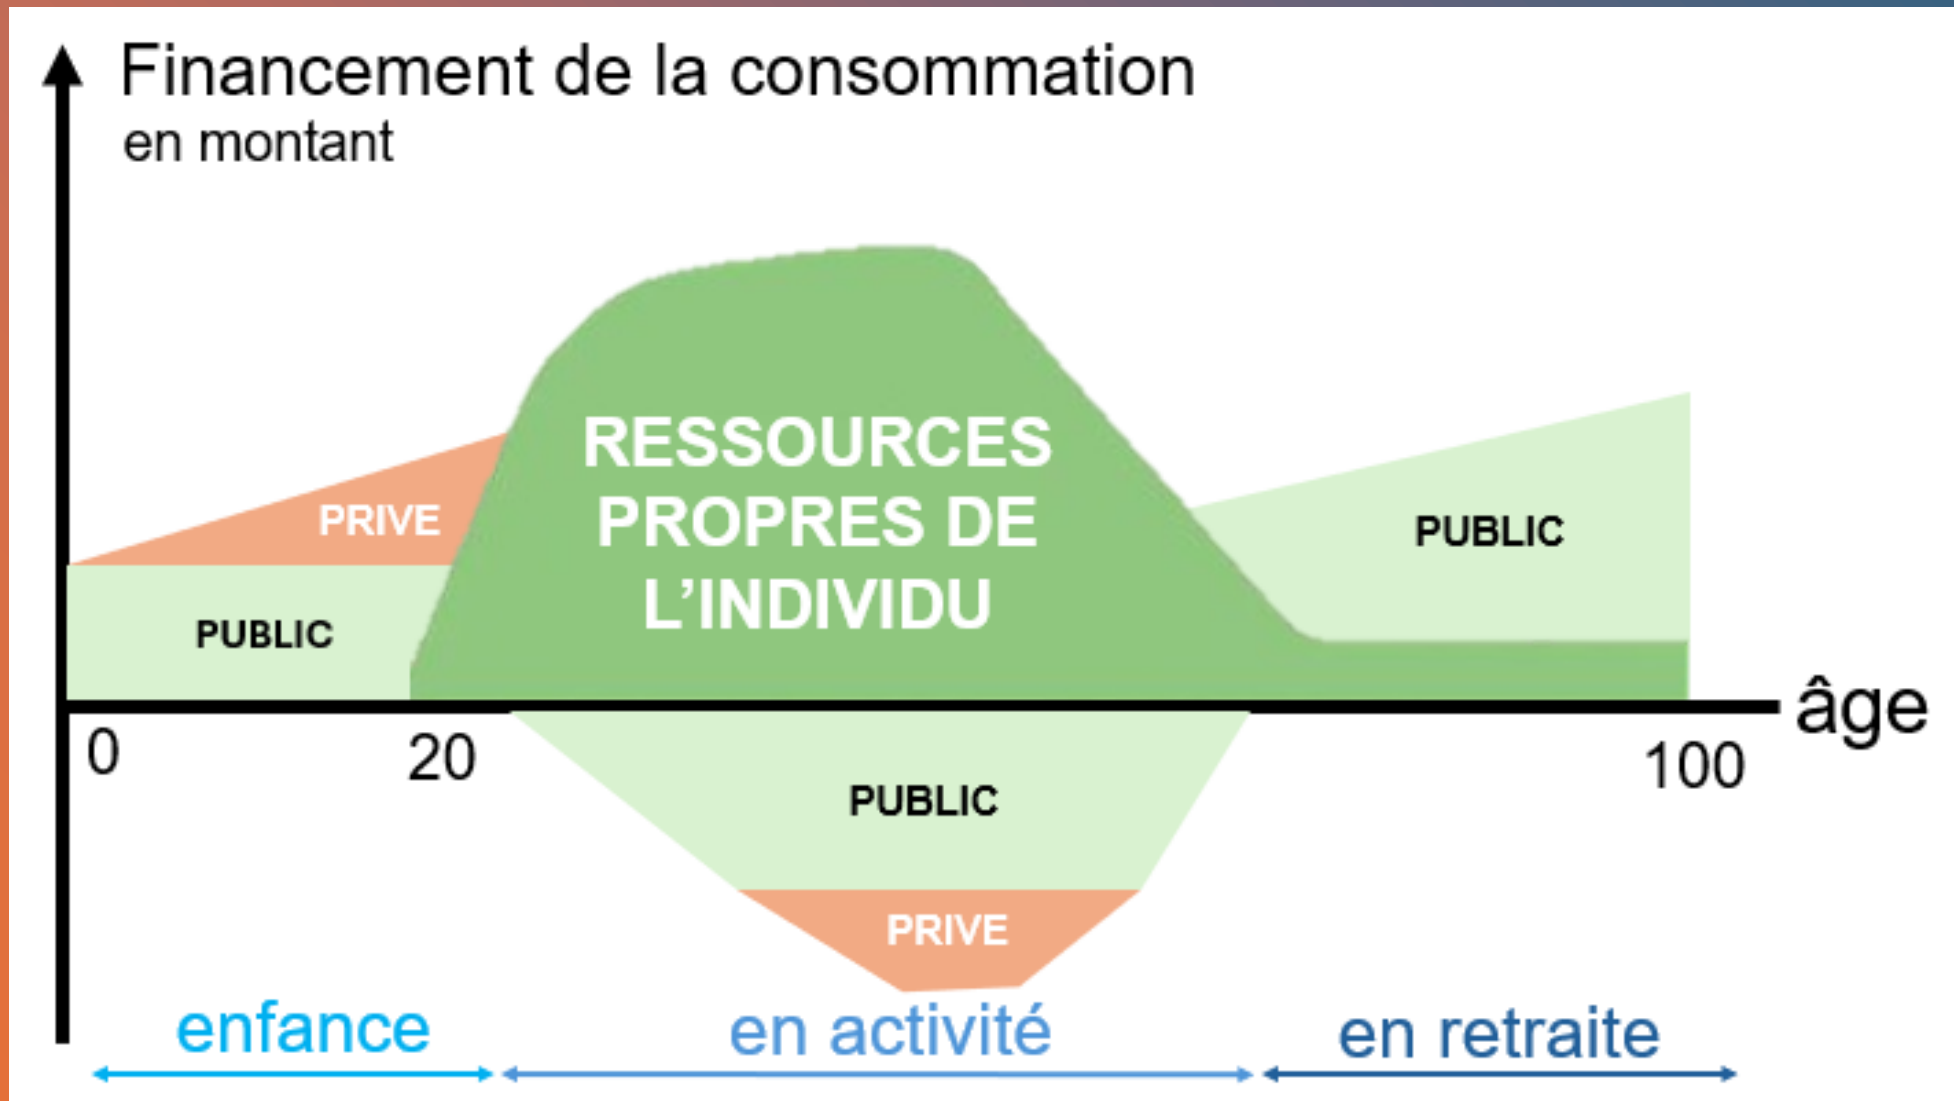 Financement de la consommation
en montant
RESSOURCES
PROPRES DE
L’INDIVIDU
PRIVE
PUBLIC
PUBLIC
âge
0
20
100
PUBLIC
PRIVE
enfance
en activité
en retraite